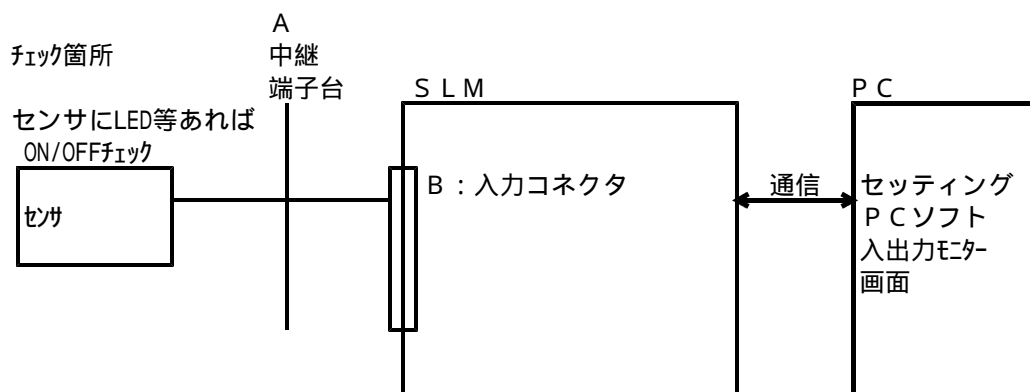 A
中継
端子台
ﾁｪｯｸ箇所
SLM
PC
センサにLED等あれば
ON/OFFﾁｪｯｸ
ｾﾝｻ
B:入力コネクタ
通信
セッティング
PCソフト
入出力ﾓﾆﾀｰ
画面